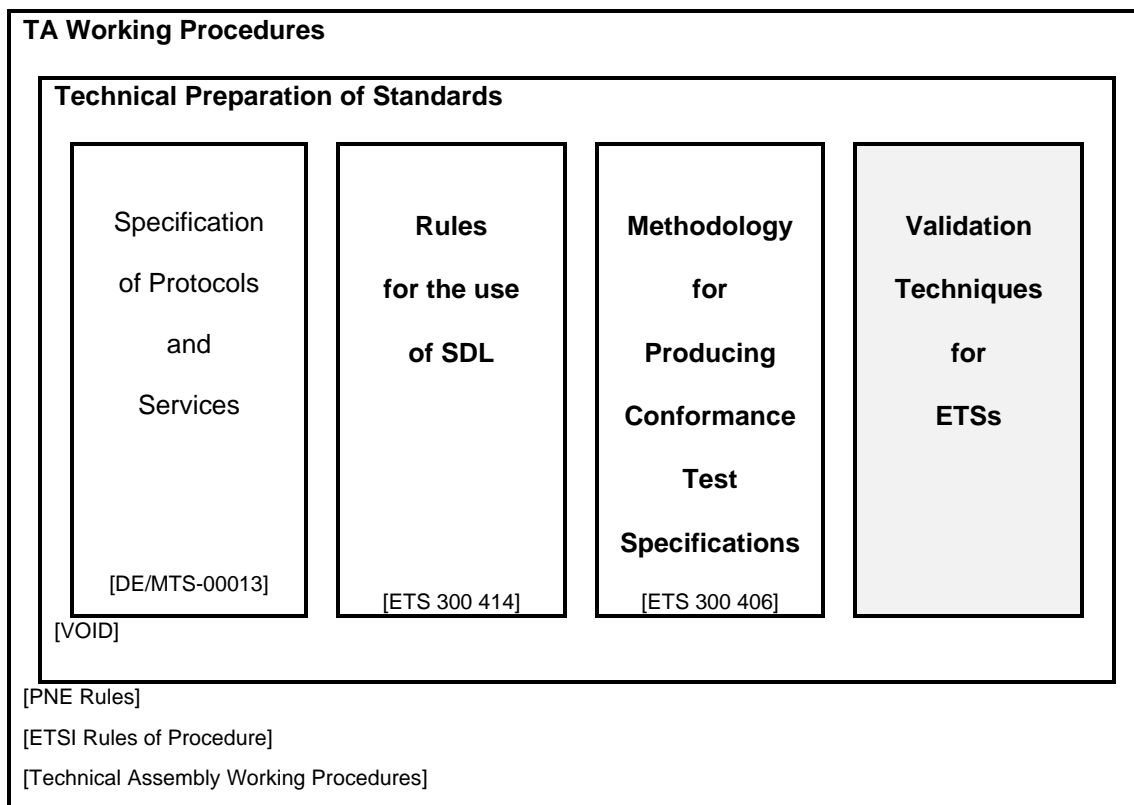 TA Working Procedures
Technical Preparation of Standards
Specification
of Protocols
and
Services
[DE/MTS-00013]
Rules
for the use
of SDL
[ETS 300 414]
Methodology
for
Producing
Conformance
Test
Specifications
[ETS 300 406]
Validation
Techniques
for
ETSs
[VOID]
[PNE Rules]
[ETSI Rules of Procedure]
[Technical Assembly Working Procedures]